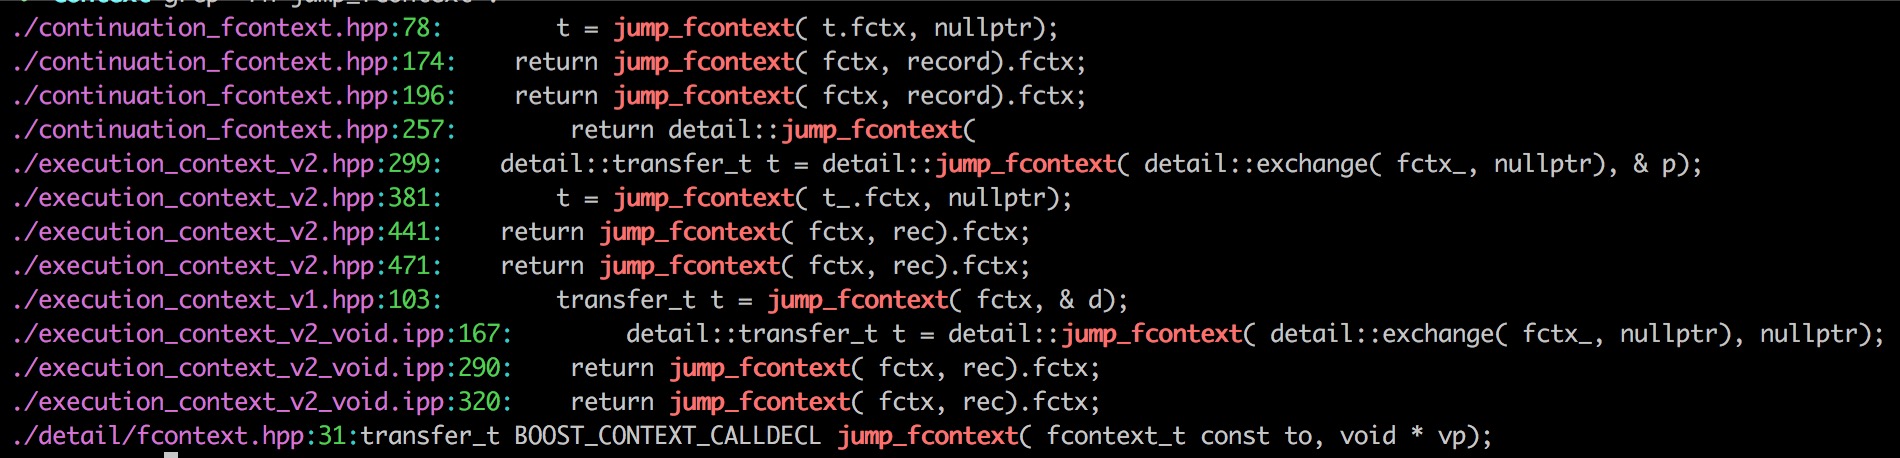 ./continuation_fcontext.hpp:78:        t = jump_fcontext( t.fctx, nullptr);
./continuation_fcontext.hpp:174:    return jump_fcontext( fctx, record).fctx;
./continuation_fcontext.hpp:196:    return jump_fcontext( fctx, record).fctx;
./continuation_fcontext.hpp:257:        return detail::jump_fcontext(
./execution_context_v2.hpp:299:    detail::transfer_t t = detail::jump_fcontext( detail::exchange( fctx_, nullptr), & p);
./execution_context_v2.hpp:381:        t = jump_fcontext( t_.fctx, nullptr);
./execution_context_v2.hpp:441:    return jump_fcontext( fctx, rec).fctx;
./execution_context_v2.hpp:471:    return jump_fcontext( fctx, rec).fctx;
./execution_context_v1.hpp:103:        transfer_t t = jump_fcontext( fctx, & d);
./execution_context_v2_void.ipp:167:        detail::transfer_t t = detail::jump_fcontext( detail::exchange( fctx_, nullptr), nullptr);
./execution_context_v2_void.ipp:290:    return jump_fcontext( fctx, rec).fctx;
./execution_context_v2_void.ipp:320:    return jump_fcontext( fctx, rec).fctx;
./detail/fcontext.hpp:31:transfer_t BOOST_CONTEXT_CALLDECL jump_fcontext( fcontext_t const to, void * vp);